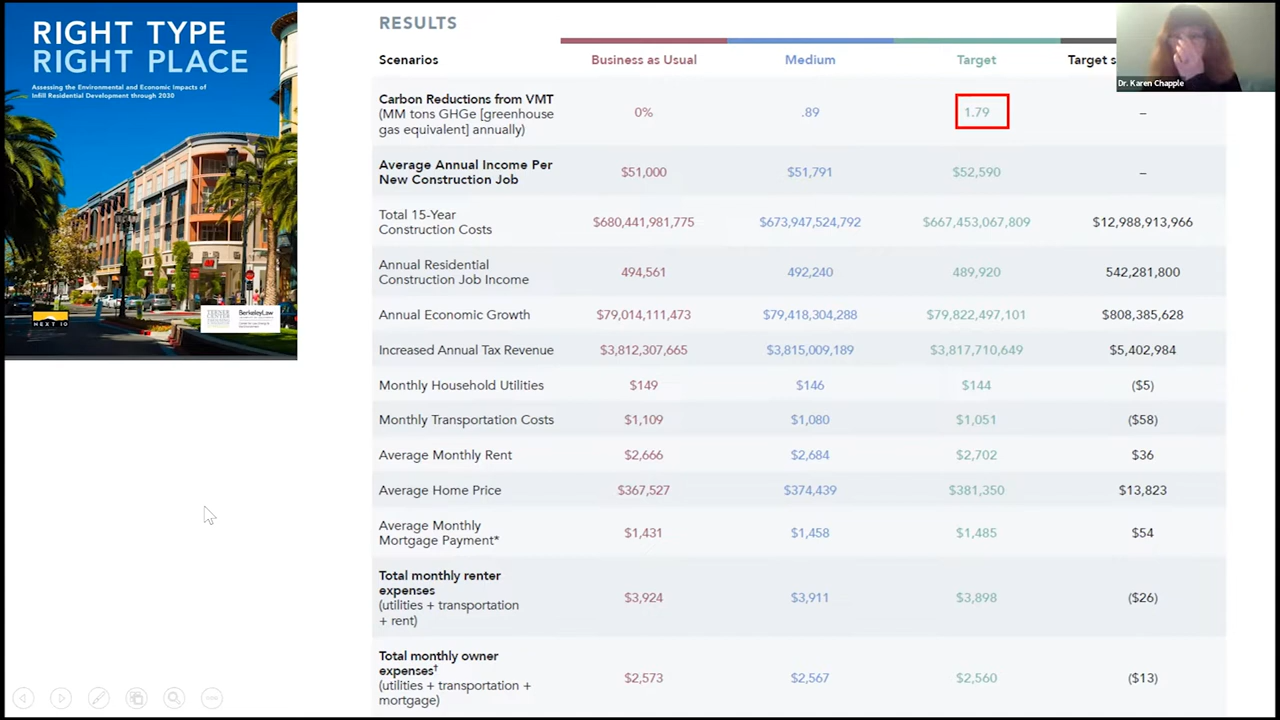 RIGHT TYPE
RIGHT PLACE
Assessing the Environmental and Economic Impacts of
Infill Residential Development through 2030
NEXT 10
BerkeleyLaw
RESULTS
Scenarios Business as Usual Medium Target Target s
Dr. Karen Chapple
Carbon Reductions from VMT
(MM tons GHGe [greenhouse
gas equivalent] annually)
0% .89 1.79 –
Average Annual Income Per
New Construction Job
$51,000 $51,791 $52,590 –
Total 15-Year
Construction Costs
$680,441,981,775 $673,947,524,792 $667,453,067,809 $12,988,913,966
Annual Residential
Construction Job Income
494,561 492,240 489,920 542,281,800
Annual Economic Growth $79,014,111,473 $79,418,304,288 $79,822,497,101 $808,385,628
Increased Annual Tax Revenue $3,812,307,665 $3,815,009,189 $3,817,710,649 $5,402,984
Monthly Household Utilities $149 $146 $144 ($5)
Monthly Transportation Costs $1,109 $1,080 $1,051 ($58)
Average Monthly Rent $2,666 $2,684 $2,702 $36
Average Home Price $367,527 $374,439 $381,350 $13,823
Average Monthly
Mortgage Payment*
$1,431 $1,458 $1,485 $54
Total monthly renter
expenses
(utilities + transportation
+ rent)
$3,924 $3,911 $3,898 ($26)
Total monthly owner
expenses†
(utilities + transportation +
mortgage)
$2,573 $2,567 $2,560 ($13)